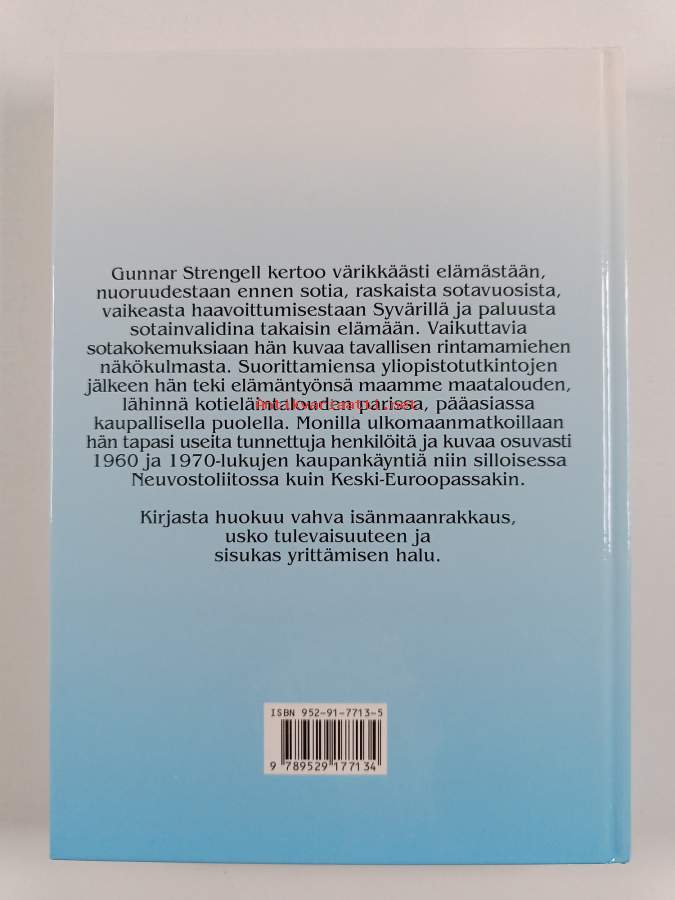 Gunnar Strengell kertoo värikkäästi elämästään,
nuoruudestaan ennen sotia, raskaista sotavuosista,
vaikeasta haavoittumisestaan Syvärillä ja paluusta
sotainvalidina takaisin elämään. Vaikuttavia
sotakokemuksiaan hän kuvaa tavallisen rintamamiehen
näkökulmasta. Suorittamiensa yliopistotutkintojen
jälkeen hän teki elämäntyönsä maamme maatalouden,
lähinnä kotieläintalouden parissa, pääasiassa
Antikvariaatti.net
kaupallisella puolella. Monilla ulkomaanmatkoillaan
hän tapasi useita tunnettuja henkilöitä ja kuvaa osuvasti
1960 ja 1970-lukujen kaupankäyntiä niin silloisessa
Neuvostoliitossa kuin Keski-Euroopassakin.
Kirjasta huokuu vahva isänmaanrakkaus,
usko tulevaisuuteen ja
sisukas yrittämisen halu.
ISBN 952-91-7713-5
9 789529 177134